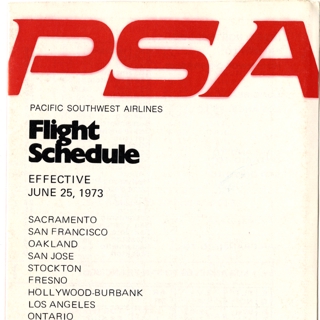 PSA
PACIFIC SOUTHWEST AIRLINES
Flight
Schedule
EFFECTIVE
JUNE 25, 1973
SACRAMENTO
SAN FRANCISCO
OAKLAND
SAN JOSE
STOCKTON
FRESNO
HOLLYWOOD-BURBANK
LOS ANGELES
ONTARIO